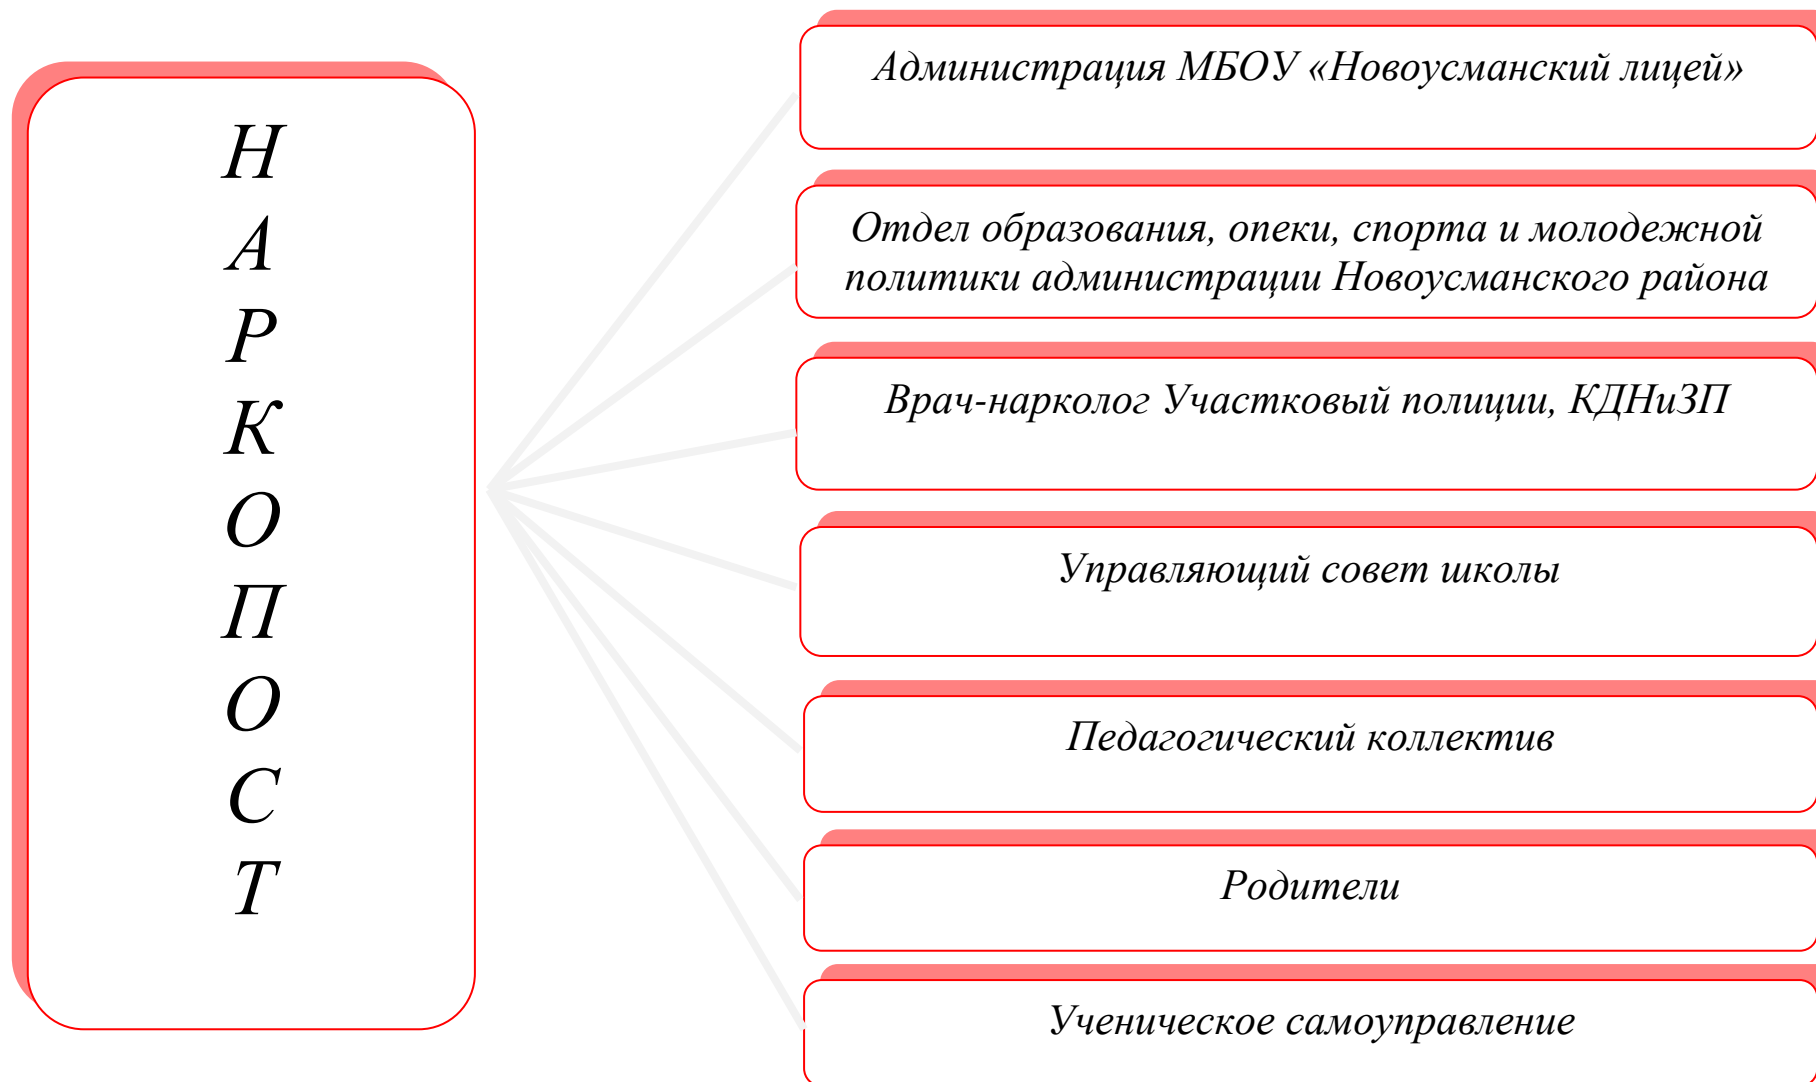 Н
А
Р
К
О
П
О
С
Т
Администрация МБОУ «Новоусманский лицей»
Отдел образования, опеки, спорта и молодежной
политики администрации Новоусманского района
Врач-нарколог Участковый полиции, КДНиЗП
Управляющий совет школы
Педагогический коллектив
Родители
Ученическое самоуправление